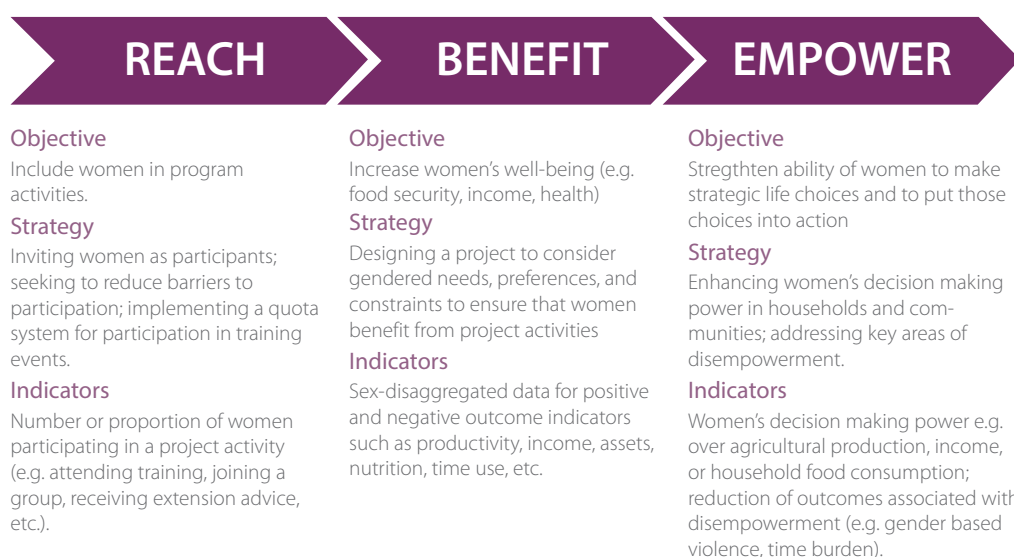 REACH
BENEFIT
EMPOWER
Objective
Include women in program
activities.
Strategy
Inviting women as participants;
seeking to reduce barriers to
participation; implementing a quota
system for participation in training
events.
Indicators
Number or proportion of women
participating in a project activity
(e.g. attending training, joining a
group, receiving extension advice,
etc.).
Objective
Increase women's well-being (e.g.
food security, income, health)
Strategy
Designing a project to consider
gendered needs, preferences, and
constraints to ensure that women
benefit from project activities
Indicators
Sex-disaggregated data for positive
and negative outcome indicators
such as productivity, income, assets,
nutrition, time use, etc.
Objective
Stregthten ability of women to make
strategic life choices and to put those
choices into action
Strategy
Enhancing women's decision making
power in households and com-
munities; addressing key areas of
disempowerment.
Indicators
Women's decision making power e.g.
over agricultural production, income,
or household food consumption;
reduction of outcomes associated with
disempowerment (e.g. gender based
violence, time burden).